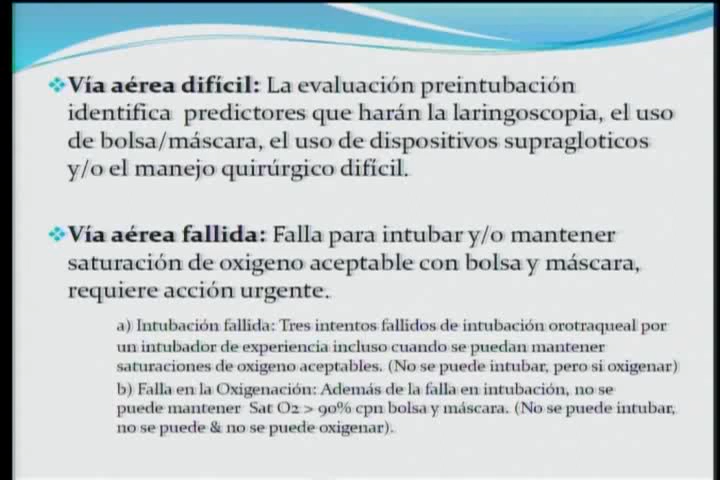 Vía aérea difícil: La evaluación preintubación
identifica predictores que harán la laringoscopia, el uso
de bolsa/máscara, el uso de dispositivos supragloticos
y/o el manejo quirúrgico difícil.
Vía aérea fallida: Falla para intubar y/o mantener
saturación de oxigeno aceptable con bolsa y máscara,
requiere acción urgente.
a) Intubación fallida: Tres intentos fallidos de intubación orotraqueal por
un intubador de experiencia incluso cuando se puedan mantener
saturaciones de oxigeno aceptables. (No se puede intubar, pero si oxigenar)
b) Falla en la Oxigenación: Además de la falla en intubación, no se
puede mantener Sat O2 > 90% cpn bolsa y máscara. (No se puede intubar,
no se puede & no se puede oxigenar).